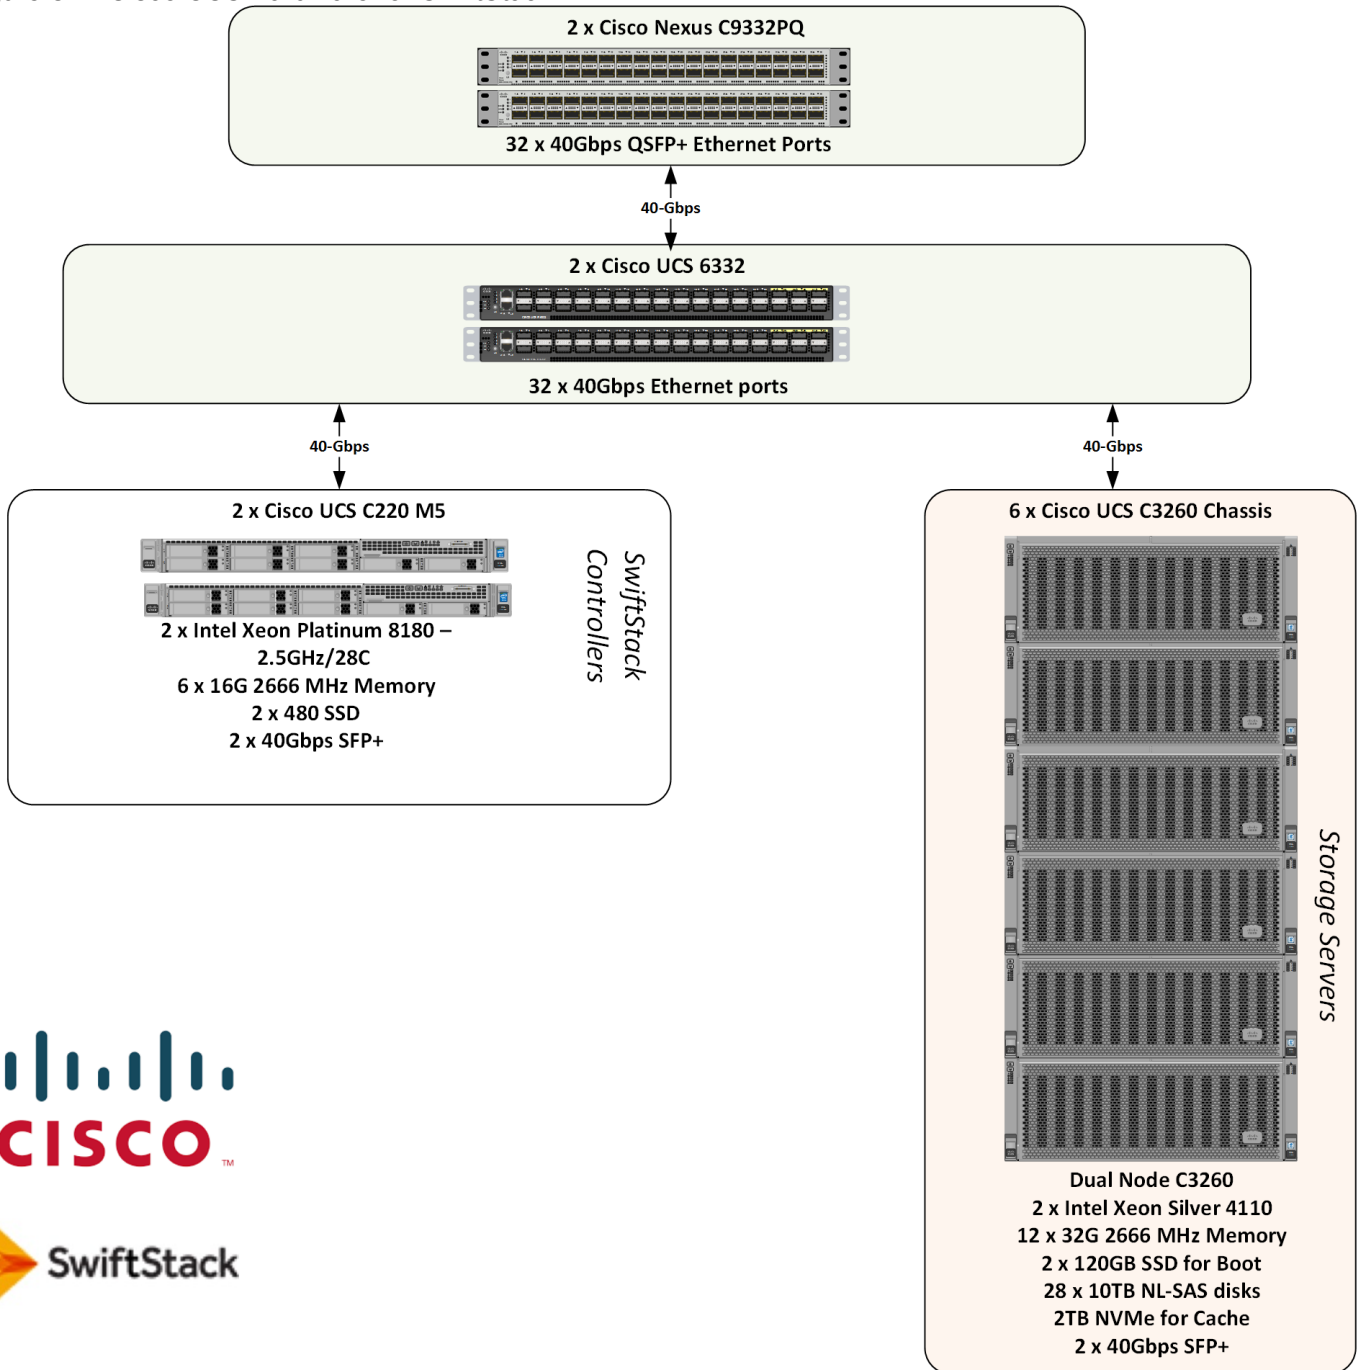 2 x Cisco Nexus C9332PQ
32 x 40Gbps QSFP+ Ethernet Ports
40-Gbps
2 x Cisco UCS 6332
32 x 40Gbps Ethernet ports
40-Gbps
40-Gbps
2 x Cisco UCS C220 M5
SwiftStack
Controllers
2 x Intel Xeon Platinum 8180 –
2.5GHz/28C
6 x 16G 2666 MHz Memory
2 x 480 SSD
2 x 40Gbps SFP+
6 x Cisco UCS C3260 Chassis
Storage Servers
Dual Node C3260
2 x Intel Xeon Silver 4110
12 x 32G 2666 MHz Memory
2 x 120GB SSD for Boot
28 x 10TB NL-SAS disks
2TB NVMe for Cache
2 x 40Gbps SFP+
CISCO
TM
SwiftStack